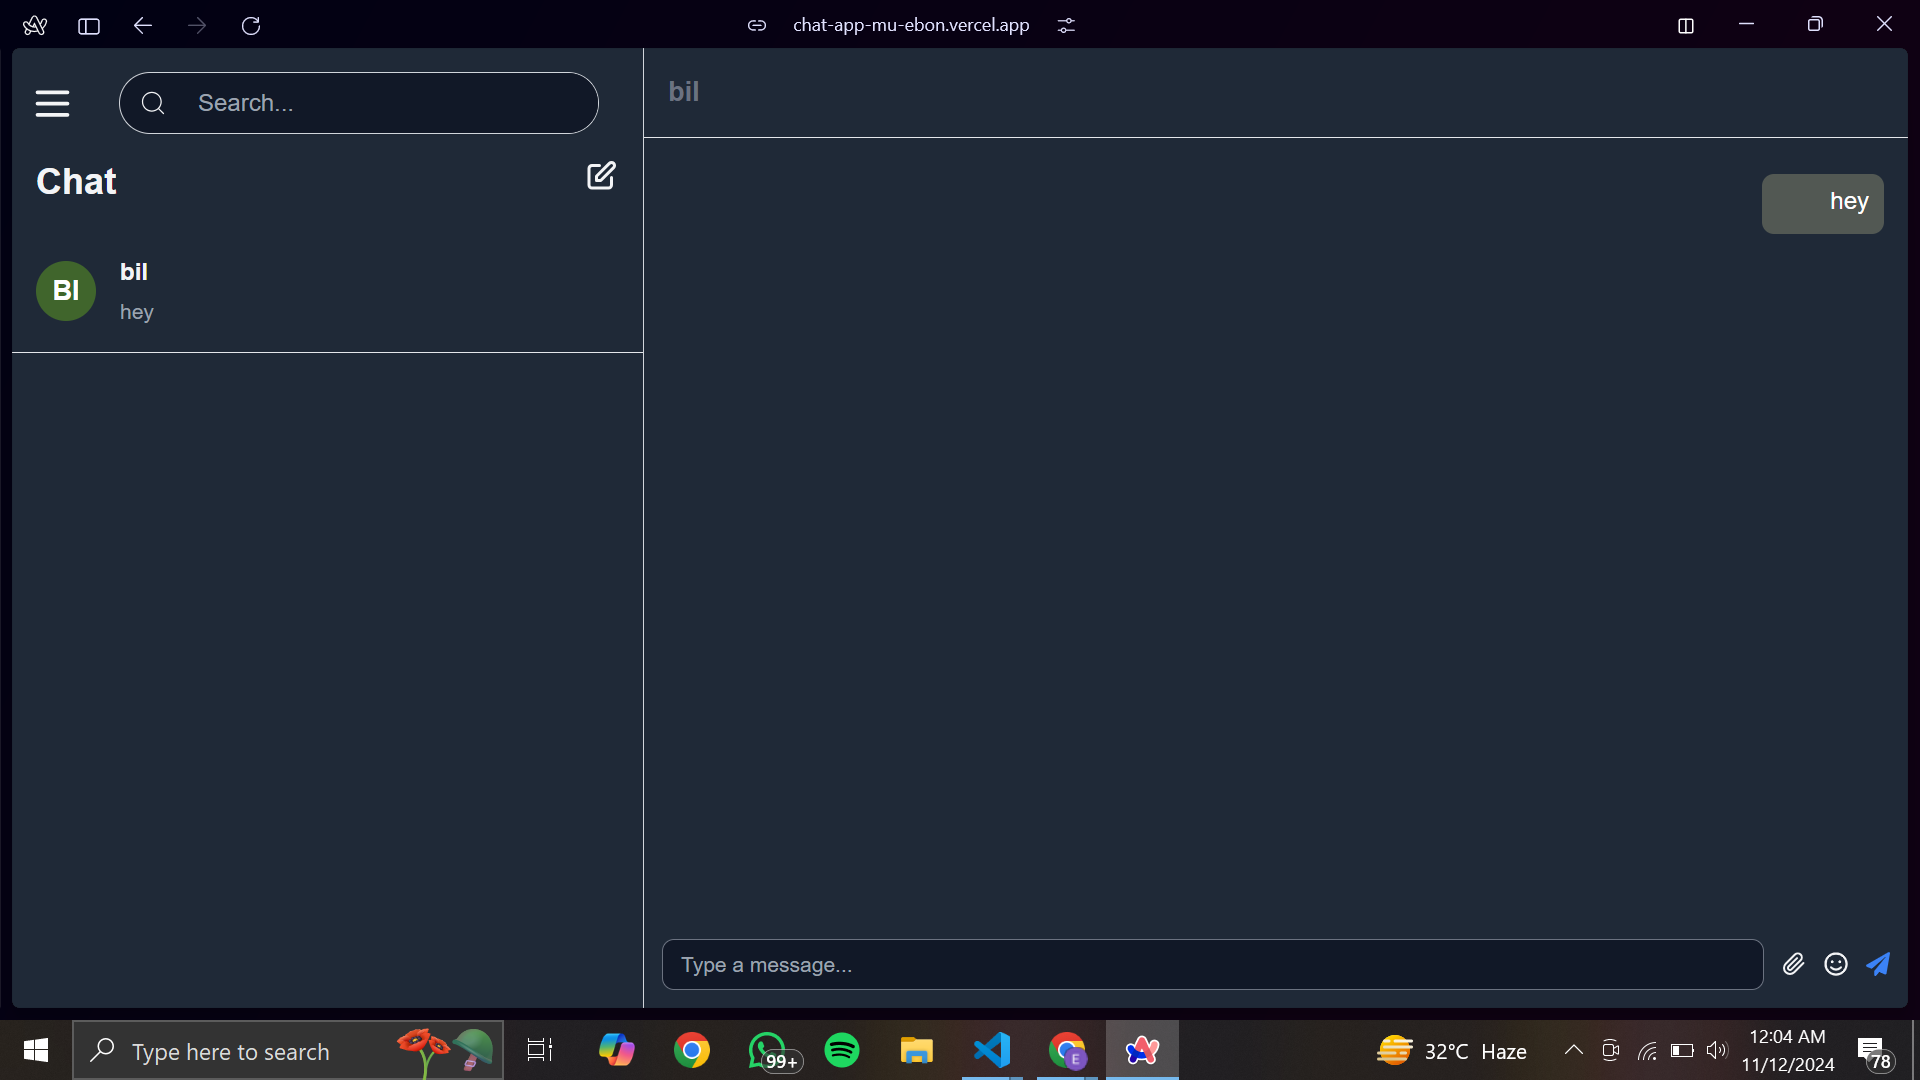 chat-app-mu-ebon.vercel.app
Search...
Chat
BI
bil
hey
bil
hey
Type a message...
Type here to search
99+
E
32°C Haze
12:04 AM
11/12/2024
78